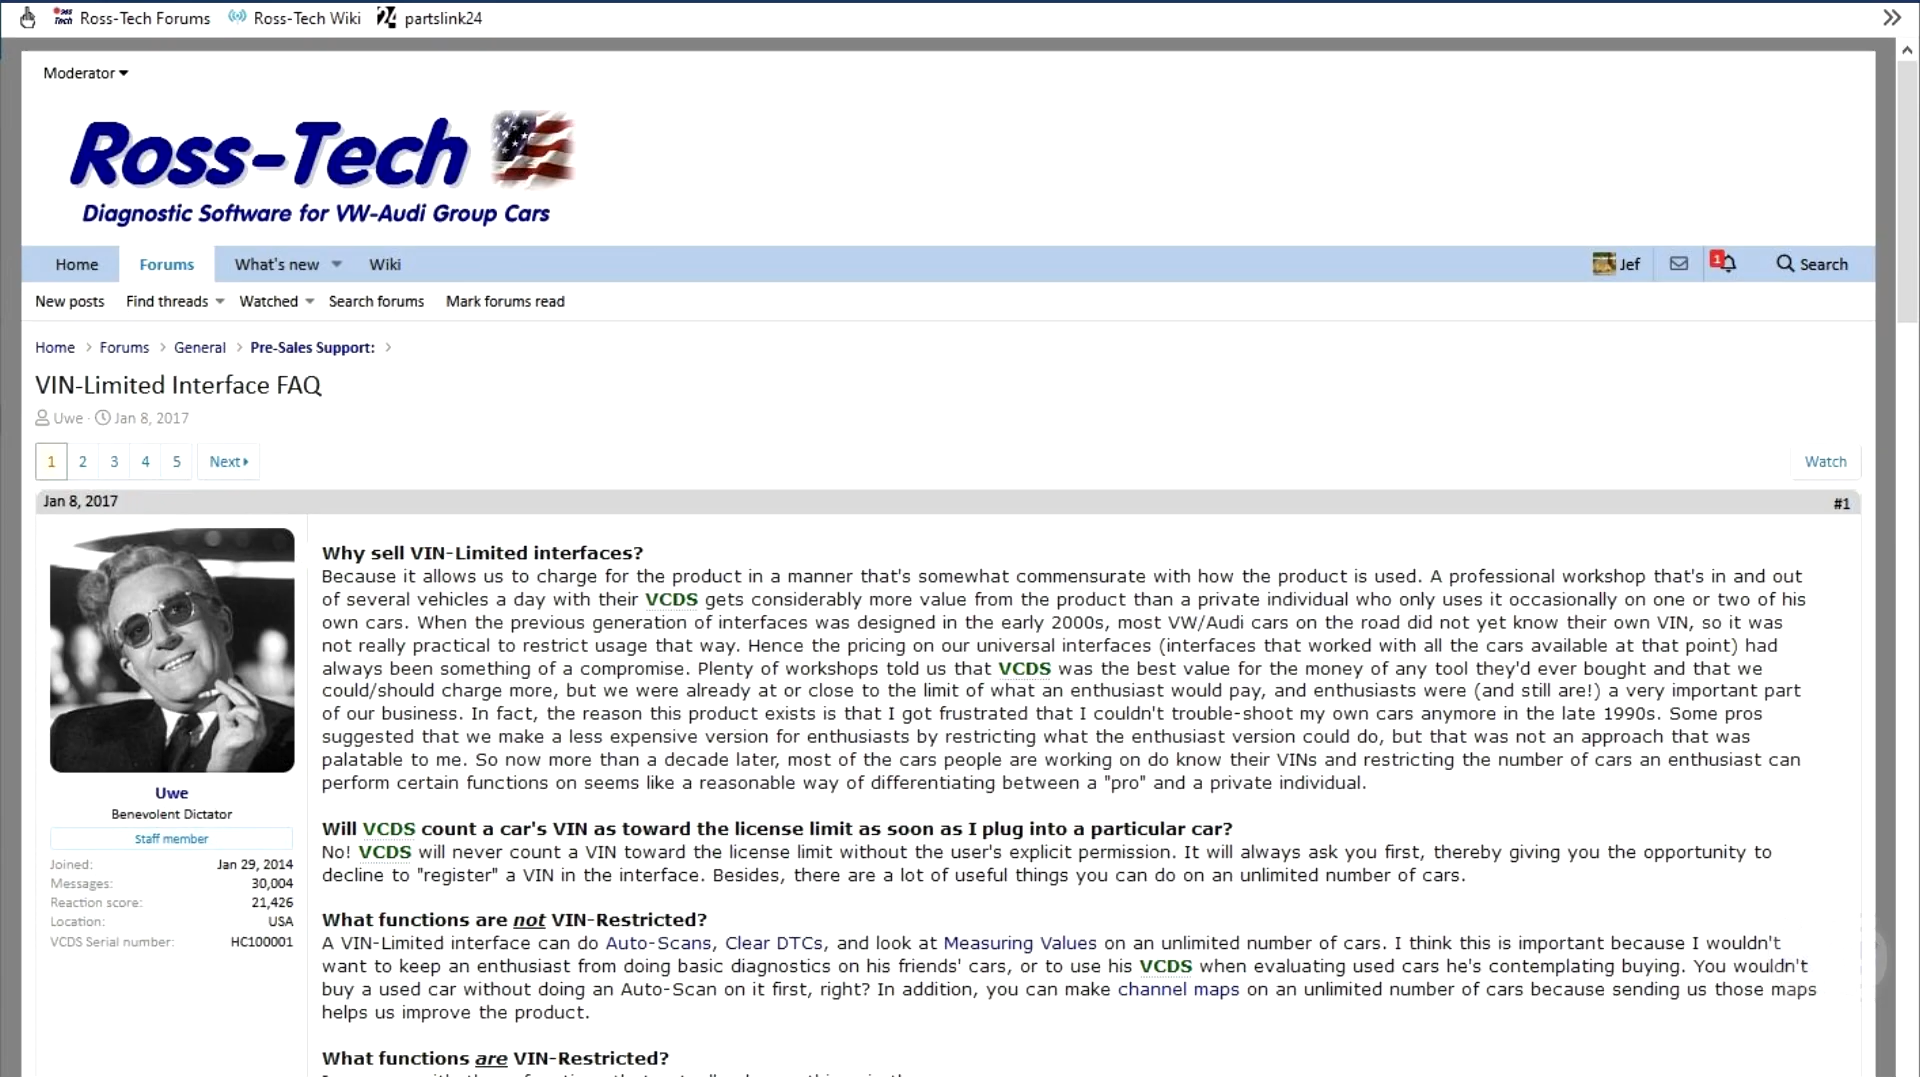 Ross-Tech Forums
Ross-Tech Wiki
partslink24
Moderator
Ross-Tech
Diagnostic Software for VW-Audi Group Cars
Home
Forums
What's new
Wiki
Jef
1
Search
New posts
Find threads
Watched
Search forums
Mark forums read
Home > Forums > General > Pre-Sales Support: >
VIN-Limited Interface FAQ
Uwe · Jan 8, 2017
1 2 3 4 5 Next
Watch
Jan 8, 2017
#1
Uwe
Benevolent Dictator
Staff member
Joined: Jan 29, 2014
Messages: 30,004
Reaction score: 21,426
Location: USA
VCDS Serial number: HC100001
Why sell VIN-Limited interfaces?
Because it allows us to charge for the product in a manner that's somewhat commensurate with how the product is used. A professional workshop that's in and out
of several vehicles a day with their VCDS gets considerably more value from the product than a private individual who only uses it occasionally on one or two of his
own cars. When the previous generation of interfaces was designed in the early 2000s, most VW/Audi cars on the road did not yet know their own VIN, so it was
not really practical to restrict usage that way. Hence the pricing on our universal interfaces (interfaces that worked with all the cars available at that point) had
always been something of a compromise. Plenty of workshops told us that VCDS was the best value for the money of any tool they'd ever bought and that we
could/should charge more, but we were already at or close to the limit of what an enthusiast would pay, and enthusiasts were (and still are!) a very important part
of our business. In fact, the reason this product exists is that I got frustrated that I couldn't trouble-shoot my own cars anymore in the late 1990s. Some pros
suggested that we make a less expensive version for enthusiasts by restricting what the enthusiast version could do, but that was not an approach that was
palatable to me. So now more than a decade later, most of the cars people are working on do know their VINs and restricting the number of cars an enthusiast can
perform certain functions on seems like a reasonable way of differentiating between a "pro" and a private individual.
Will VCDS count a car's VIN as toward the license limit as soon as I plug into a particular car?
No! VCDS will never count a VIN toward the license limit without the user's explicit permission. It will always ask you first, thereby giving you the opportunity to
decline to "register" a VIN in the interface. Besides, there are a lot of useful things you can do on an unlimited number of cars.
What functions are not VIN-Restricted?
A VIN-Limited interface can do Auto-Scans, Clear DTCs, and look at Measuring Values on an unlimited number of cars. I think this is important because I wouldn't
want to keep an enthusiast from doing basic diagnostics on his friends' cars, or to use his VCDS when evaluating used cars he's contemplating buying. You wouldn't
buy a used car without doing an Auto-Scan on it first, right? In addition, you can make channel maps on an unlimited number of cars because sending us those maps
helps us improve the product.
What functions are VIN-Restricted?